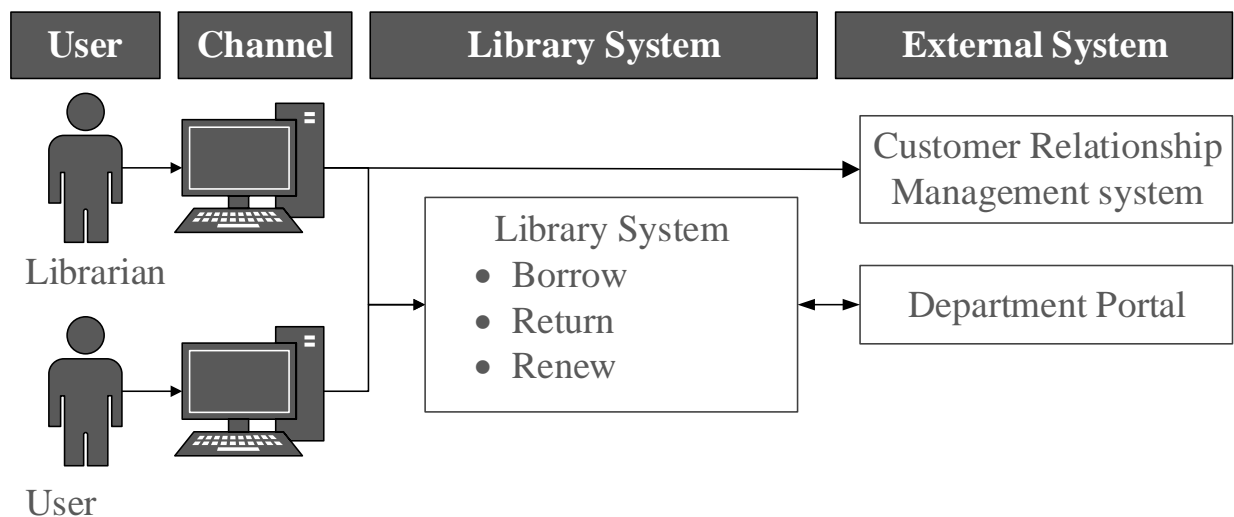 User
Channel
Library System
External System
Librarian
User
Library System
• Borrow
• Return
• Renew
Customer Relationship
Management system
Department Portal